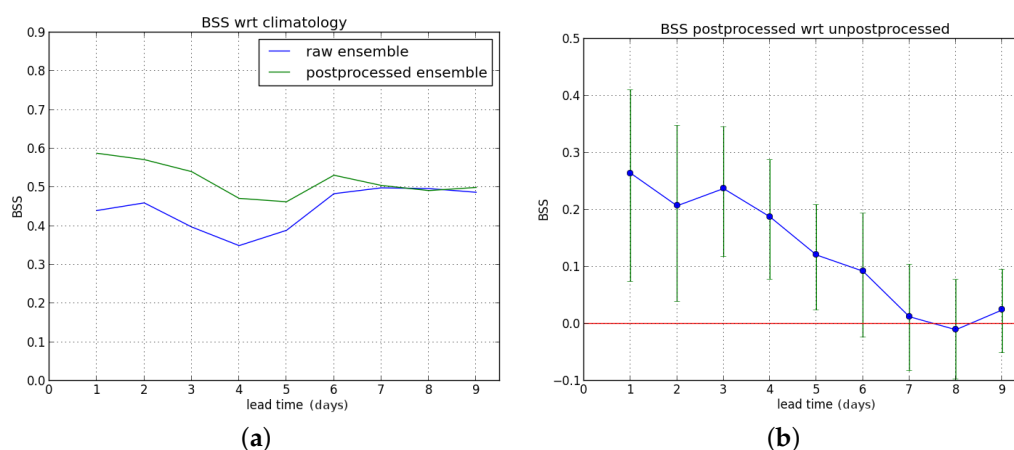 BSS wrt climatology
0.9
0.8
0.7
0.6
0.5
0.4
0.3
0.2
0.1
0.0
BSS
raw ensemble
postprocessed ensemble
0 1 2 3 4 5 6 7 8 9
lead time (days)
(a)
BSS postprocessed wrt unpostprocessed
0.5
0.4
0.3
0.2
0.1
0.0
−0.1
BSS
0 1 2 3 4 5 6 7 8 9
lead time (days)
(b)